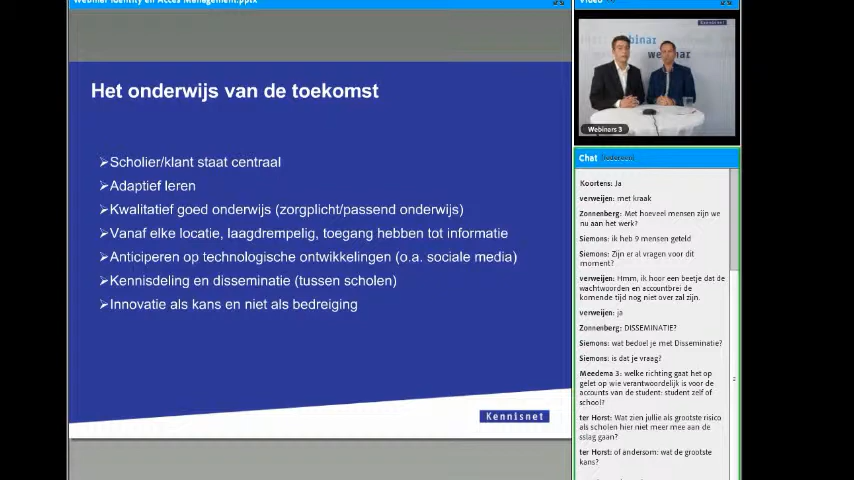 Webinar Identity en Acces Management.pptx
Het onderwijs van de toekomst
➢Scholier/klant staat centraal
➢Adaptief leren
➢Kwalitatief goed onderwijs (zorgplicht/passend onderwijs)
➢Vanaf elke locatie, laagdrempelig, toegang hebben tot informatie
➢Anticiperen op technologische ontwikkelingen (o.a. sociale media)
➢Kennisdeling en disseminatie (tussen scholen)
➢Innovatie als kans en niet als bedreiging
Kennisnet
Video
Kennisnet
Webinars 3
Chat (Iedereen)
Koortens: Ja
verweijen: met kraak
Zonnenberg: Met hoeveel mensen zijn we
nu aan het werk?
Siemons: ik heb 9 mensen geteld
Siemons: Zijn er al vragen voor dit
moment?
verweijen: Hmm, ik hoor een beetje dat de
wachtwoorden en accountbrei de
komende tijd nog niet over zal zijn.
verweijen: ja
Zonnenberg: DISSEMINATIE?
Siemons: wat bedoel je met Disseminatie?
Siemons: is dat je vraag?
Meedema 3: welke richting gaat het op
gelet op wie verantwoordelijk is voor de
accounts van de student: student zelf of
school?
ter Horst: Wat zien jullie als grootste risico
als scholen hier niet meer mee aan de
sslag gaan?
ter Horst: of andersom: wat de grootste
kans?